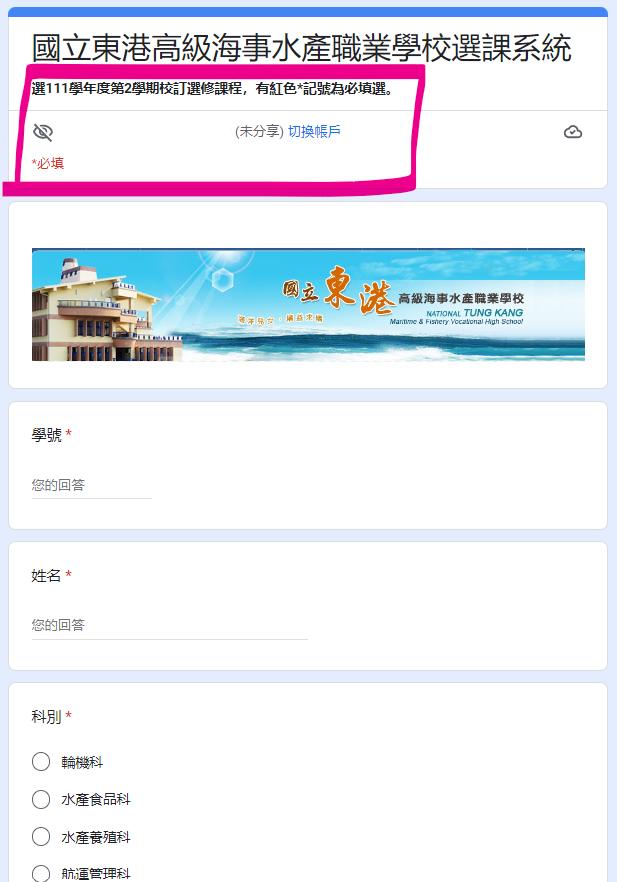 國立東港高級海事水產職業學校選課系統
選111學年度第2學期校訂選修課程，有紅色*記號為必填選。
(未分享) 切換帳戶
*必填
國立東港高級海事水產職業學校
NATIONAL TUNG KANG
Maritime & Fishery Vocational High School
學號 *
您的回答
姓名 *
您的回答
科別 *
輪機科
水產食品科
水產養殖科
航運管理科